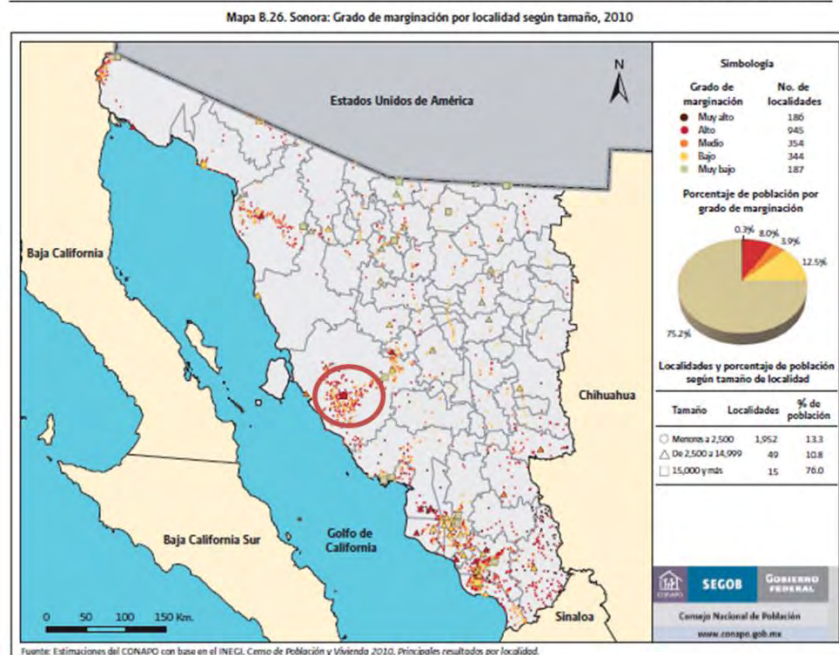 Mapa B.26. Sonora: Grado de marginación por localidad según tamaño, 2010
N
Estados Unidos de América
Baja California
Chihuahua
Golfo de
California
Baja California Sur
Sinaloa
0 50 100 150 Km.
Simbología
Grado de marginación No. de localidades
Muy alto 186
Alto 945
Medio 354
Bajo 344
Muy bajo 187
Porcentaje de población por
grado de marginación
0.3% 8.0% 3.9%
12.5%
75.2%
Localidades y porcentaje de población
según tamaño de localidad
Tamaño Localidades % de población
Menores a 2,500 1,952 13.3
De 2,500 a 14,999 49 10.8
15,000 y más 15 76.0
CONAPO SEGOB GOBIERNO
FEDERAL
Consejo Nacional de Población
www.conapo.gob.mx
Fuente: Estimaciones del CONAPO con base en el INEGI, Censo de Población y Vivienda 2010, Principales resultados por localidad.